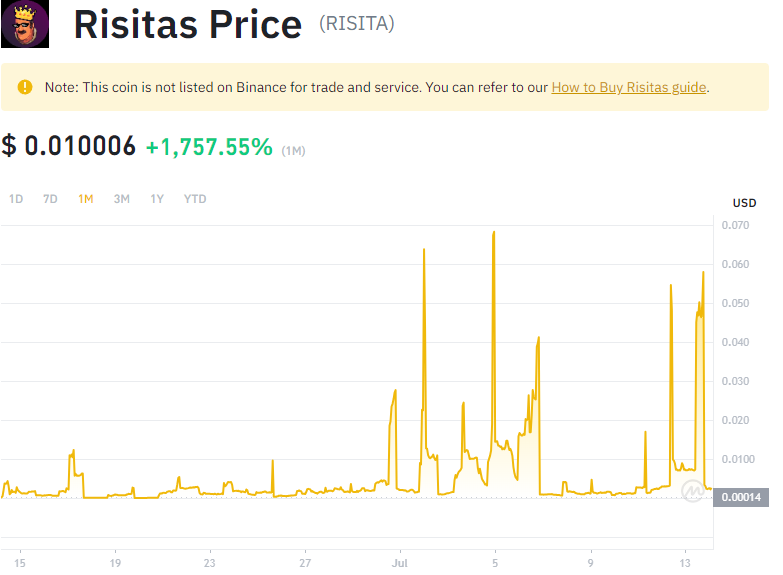 Risitas Price (RISITA)
Note: This coin is not listed on Binance for trade and service. You can refer to our How to Buy Risitas guide.
$ 0.010006 +1,757.55% (1M)
1D 7D 1M 3M 1Y YTD
USD
0.070
0.060
0.050
0.040
0.030
0.020
0.0100
0.00014
15 19 23 27 Jul 5 9 13